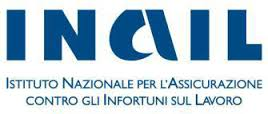 INAIL
ISTITUTO NAZIONALE PER L'ASSICURAZIONE
CONTRO GLI INFORTUNI SUL LAVORO